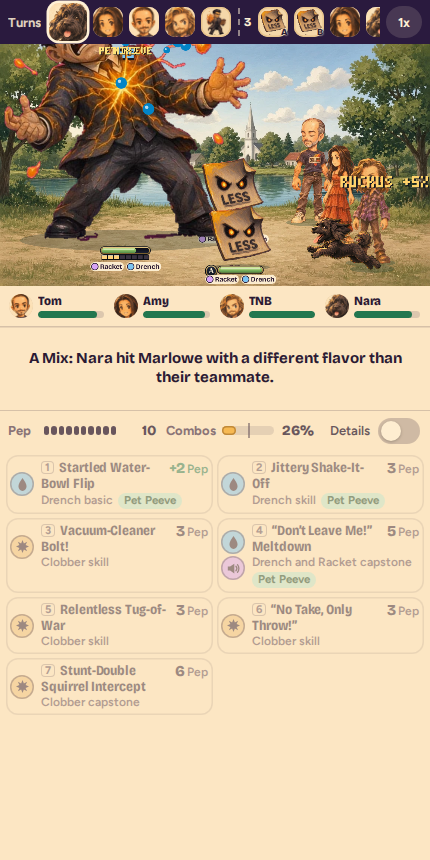 Turns
3
A
B
1x
PET PEEVE
LESS
LESS
RUCKUS +5%
Racket Drench
A
Racket Drench
Tom
Amy
TNB
Nara
A Mix: Nara hit Marlowe with a different flavor than
their teammate.
Pep 10 Combos 26% Details
1 Startled Water-
Bowl Flip
+2 Pep
Drench basic Pet Peeve
2 Jittery Shake-It-
Off
3 Pep
Drench skill Pet Peeve
3 Vacuum-Cleaner
Bolt!
3 Pep
Clobber skill
4 "Don't Leave Me!"
Meltdown
5 Pep
Drench and Racket capstone
Pet Peeve
5 Relentless Tug-of-
War
3 Pep
Clobber skill
6 "No Take, Only
Throw!"
3 Pep
Clobber skill
7 Stunt-Double
Squirrel Intercept
6 Pep
Clobber capstone